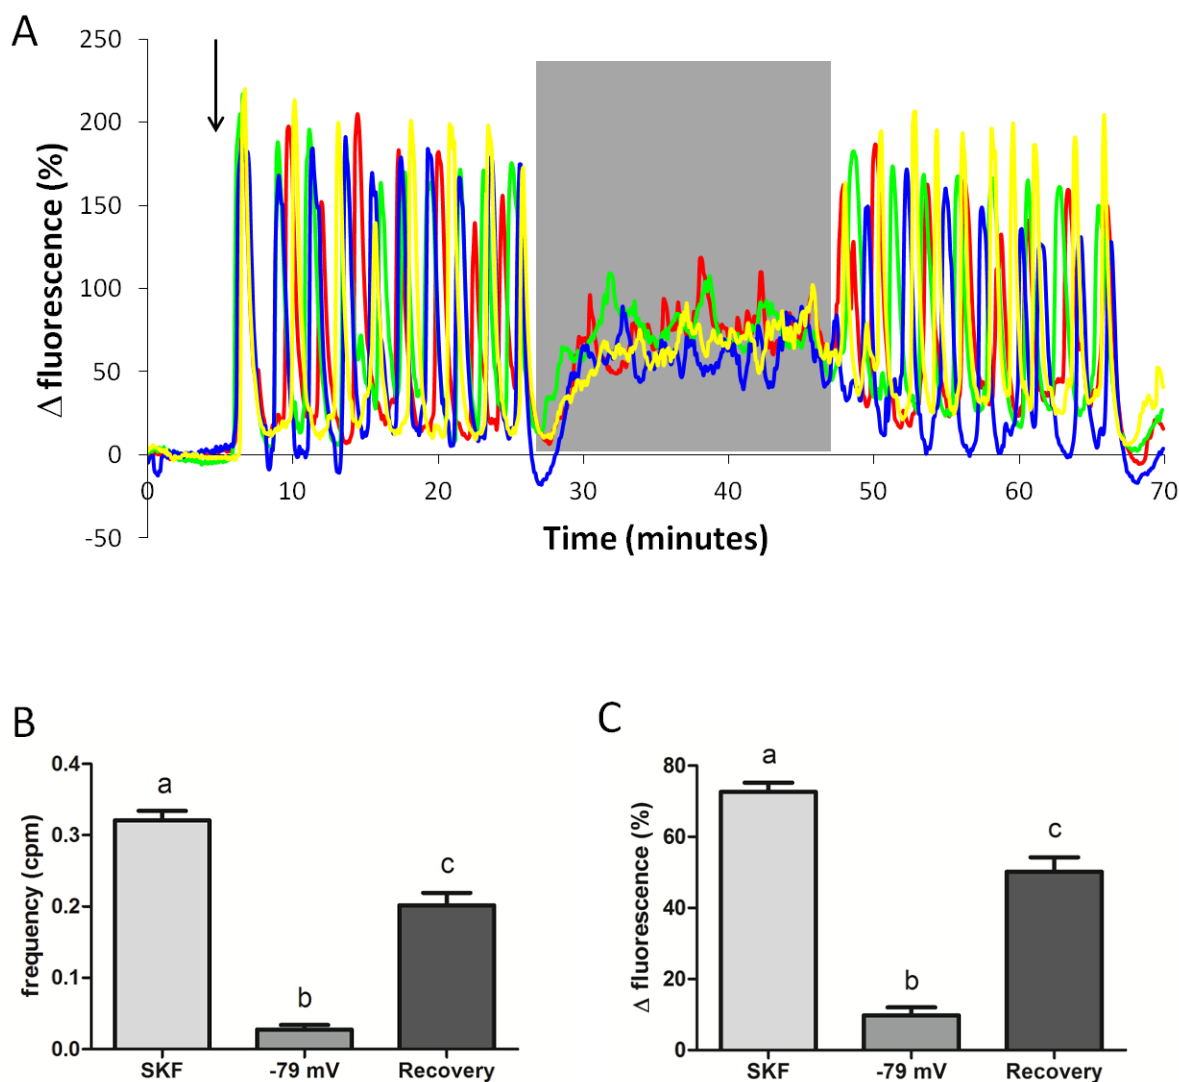 A
Δ fluorescence (%)
250
200
150
100
50
0
-50
0 10 20 30 40 50 60 70
Time (minutes)
B
frequency (cpm)
0.4
0.3
0.2
0.1
0.0
a
b
c
SKF -79 mV Recovery
C
Δ fluorescence (%)
80
60
40
20
0
a
b
c
SKF -79 mV Recovery